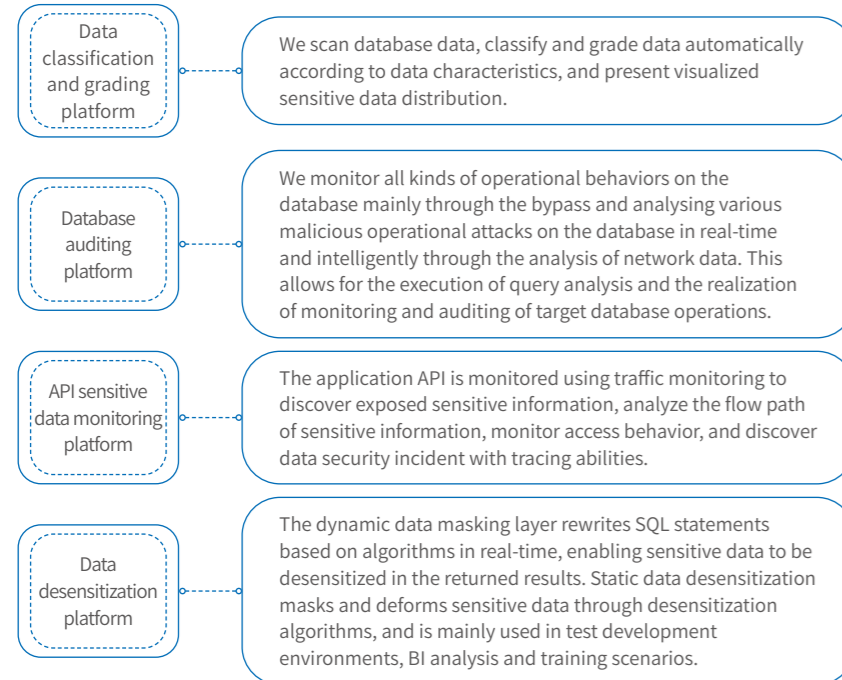 Data
classification
and grading
platform
We scan database data, classify and grade data automatically
according to data characteristics, and present visualized
sensitive data distribution.
Database
auditing
platform
We monitor all kinds of operational behaviors on the
database mainly through the bypass and analysing various
malicious operational attacks on the database in real-time
and intelligently through the analysis of network data. This
allows for the execution of query analysis and the realization
of monitoring and auditing of target database operations.
API sensitive
data monitoring
platform
The application API is monitored using traffic monitoring to
discover exposed sensitive information, analyze the flow path
of sensitive information, monitor access behavior, and discover
data security incident with tracing abilities.
Data
desensitization
platform
The dynamic data masking layer rewrites SQL statements
based on algorithms in real-time, enabling sensitive data to be
desensitized in the returned results. Static data desensitization
masks and deforms sensitive data through desensitization
algorithms, and is mainly used in test development
environments, BI analysis and training scenarios.